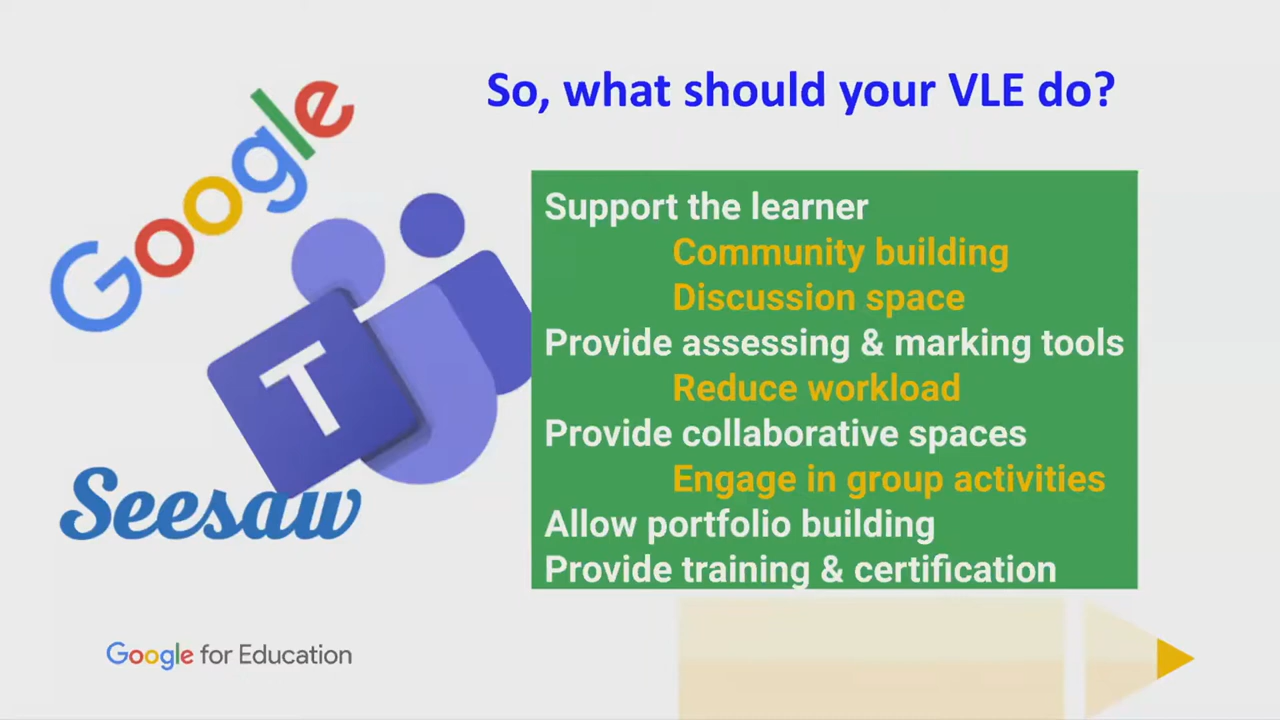 So, what should your VLE do?
Google
T
Seesaw
Support the learner
Community building
Discussion space
Provide assessing & marking tools
Reduce workload
Provide collaborative spaces
Engage in group activities
Allow portfolio building
Provide training & certification
Google for Education